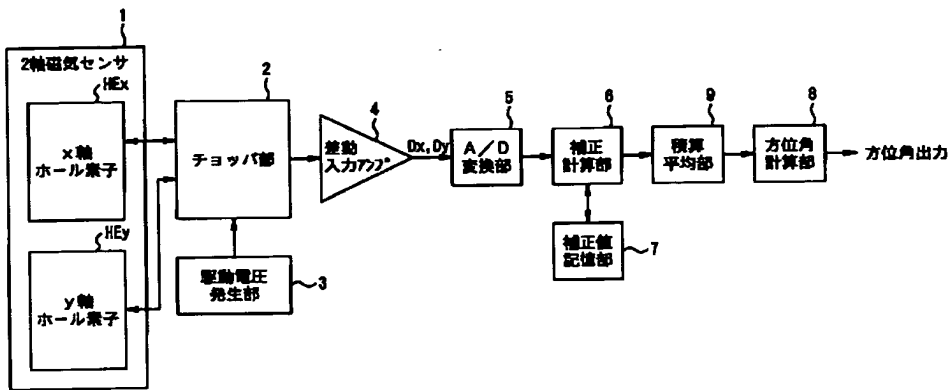 1
2軸磁気センサ
HEx
x軸
ホール素子
HEy
y軸
ホール素子
2
チョッパ部
駆動電圧
発生部
3
4
差動
入力アンプ
Dx,Dy
5
A/D
変換部
6
補正
計算部
補正値
記憶部
7
9
積算
平均部
8
方位角
計算部
方位角出力